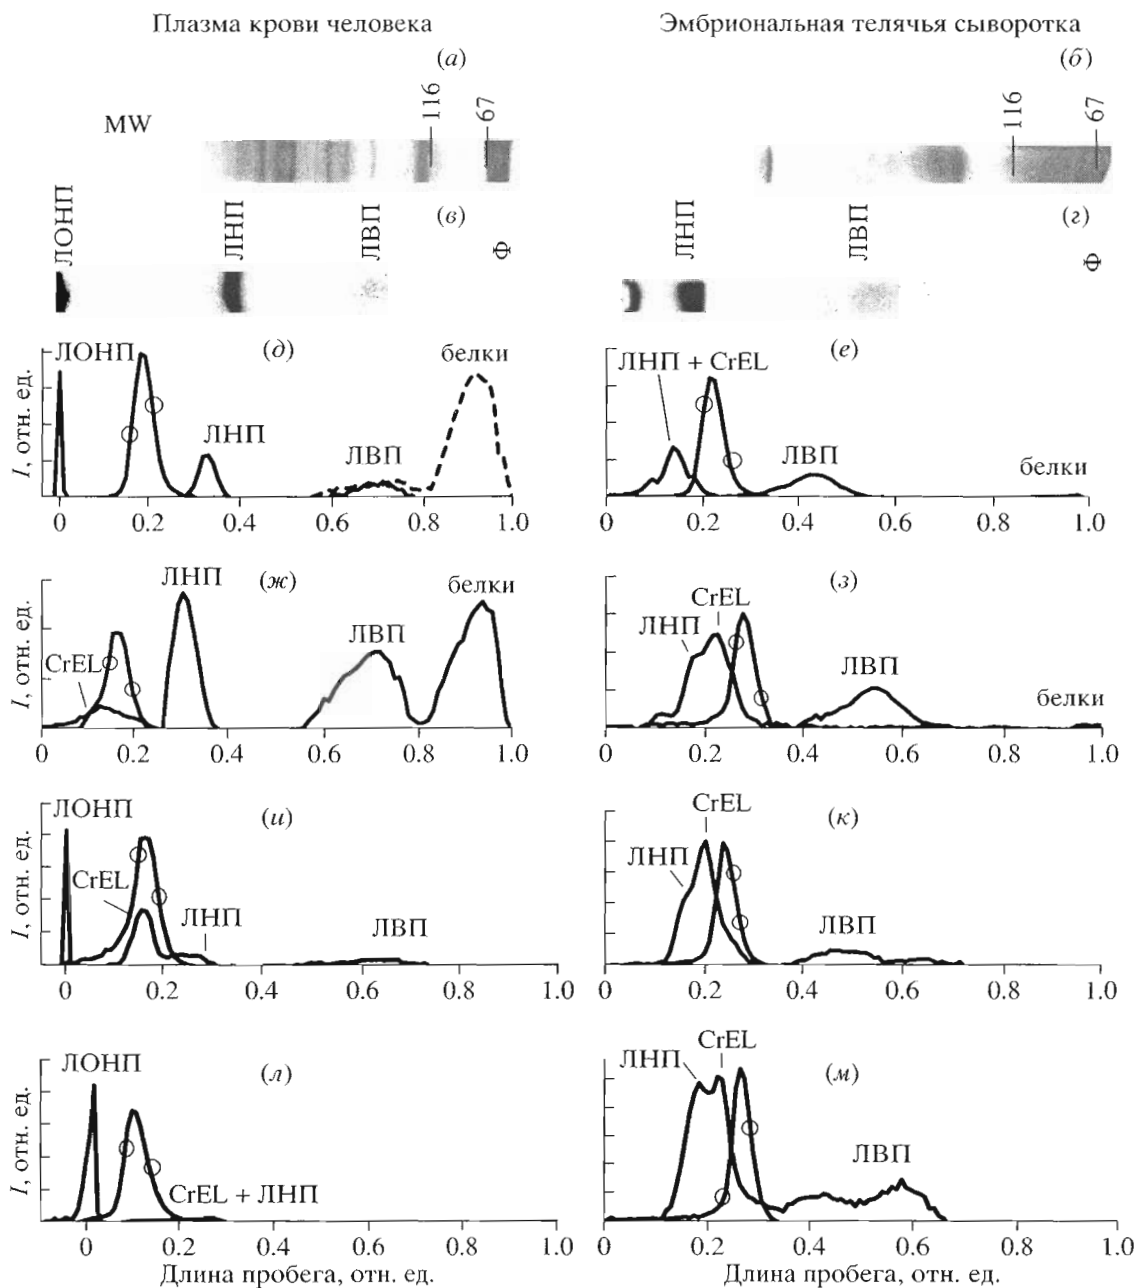 Плазма крови человека
Эмбриональная телячья сыворотка
(а)
(б)
MW
116
67
116
67
(в)
(г)
ЛОНП
ЛНП
ЛВП
Ф
ЛНП
ЛВП
Ф
(д)
ЛОНП
ЛНП
ЛВП
белки
I, отн. ед.
0 0.2 0.4 0.6 0.8 1.0
(е)
ЛНП + CrEL
ЛВП
белки
0 0.2 0.4 0.6 0.8 1.0
(ж)
ЛНП
CrEL
ЛВП
белки
I, отн. ед.
0 0.2 0.4 0.6 0.8 1.0
(з)
CrEL
ЛНП
ЛВП
белки
0 0.2 0.4 0.6 0.8 1.0
(и)
ЛОНП
CrEL
ЛНП
ЛВП
I, отн. ед.
0 0.2 0.4 0.6 0.8 1.0
(к)
CrEL
ЛНП
ЛВП
0 0.2 0.4 0.6 0.8 1.0
(л)
ЛОНП
CrEL + ЛНП
I, отн. ед.
0 0.2 0.4 0.6 0.8 1.0
Длина пробега, отн. ед.
(м)
CrEL
ЛНП
ЛВП
0 0.2 0.4 0.6 0.8 1.0
Длина пробега, отн. ед.